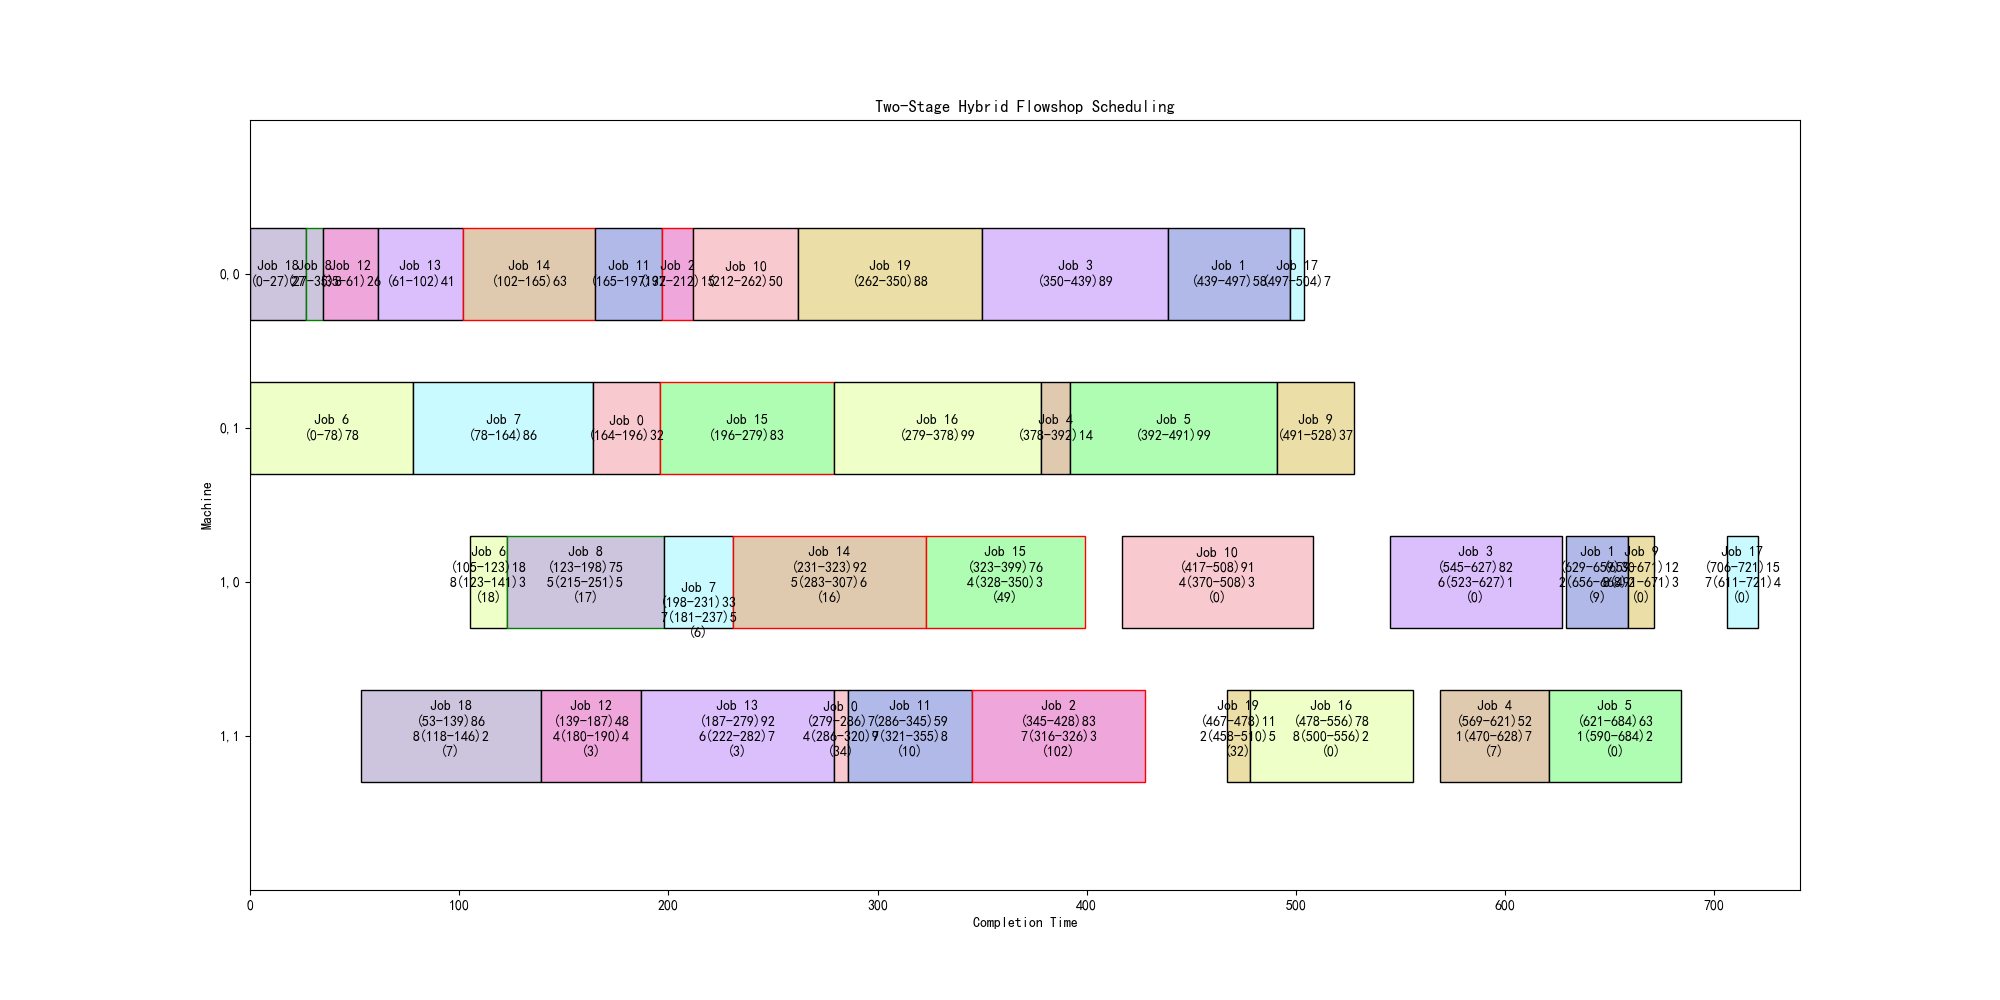 Two-Stage Hybrid Flowshop Scheduling
Machine
0,0
Job 18
(0-27)27
Job 8
(27-35)8
Job 12
(35-61)26
Job 13
(61-102)41
Job 14
(102-165)63
Job 11
(165-197)32
Job 2
(197-212)15
Job 10
(212-262)50
Job 19
(262-350)88
Job 3
(350-439)89
Job 1
(439-497)58
Job 17
(497-504)7
0,1
Job 6
(0-78)78
Job 7
(78-164)86
Job 0
(164-196)32
Job 15
(196-279)83
Job 16
(279-378)99
Job 4
(378-392)14
Job 5
(392-491)99
Job 9
(491-528)37
1,0
Job 6
(105-123)18
8(123-141)3
(18)
Job 8
(123-198)75
5(215-251)5
(17)
Job 7
(198-231)33
7(181-237)5
(6)
Job 14
(231-323)92
5(283-307)6
(16)
Job 15
(323-399)76
4(328-350)3
(49)
Job 10
(417-508)91
4(370-508)3
(0)
Job 3
(545-627)82
6(523-627)1
(0)
Job 1
(629-659)30
(9)
Job 9
(659-671)12
(0)
Job 17
(706-721)15
7(611-721)4
(0)
1,1
Job 18
(53-139)86
8(118-146)2
(7)
Job 12
(139-187)48
4(180-190)4
(3)
Job 13
(187-279)92
6(222-282)7
(3)
Job 0
(279-286)7
4(286-320)9
(34)
Job 11
(286-345)59
7(321-355)8
(10)
Job 2
(345-428)83
7(316-326)3
(102)
Job 19
(467-478)11
2(458-510)5
(32)
Job 16
(478-556)78
8(500-556)2
(0)
Job 4
(569-621)52
1(470-628)7
(7)
Job 5
(621-684)63
1(590-684)2
(0)
0
100
200
300
400
500
600
700
Completion Time